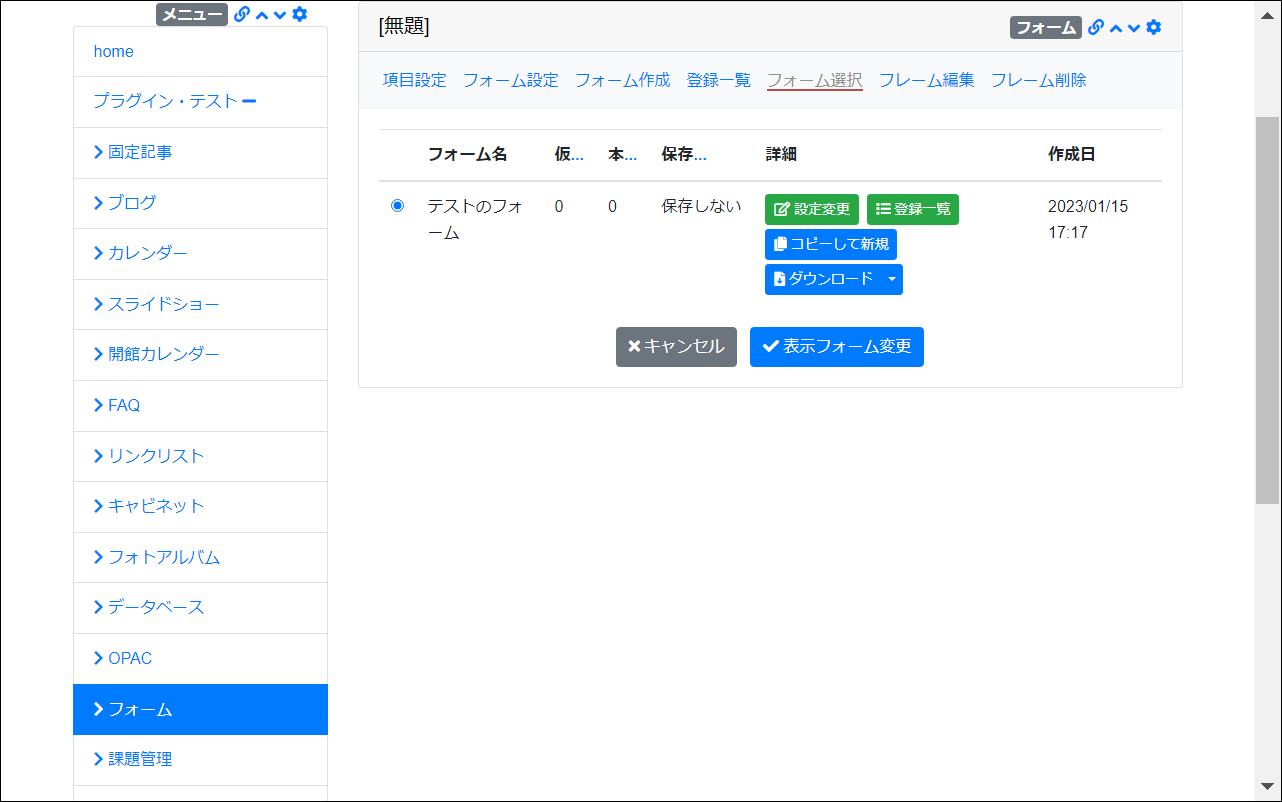 メニュー
home
プラグイン・テスト
固定記事
ブログ
カレンダー
スライドショー
開館カレンダー
FAQ
リンクリスト
キャビネット
フォトアルバム
データベース
OPAC
フォーム
課題管理
[無題]
フォーム
項目設定 フォーム設定 フォーム作成 登録一覧 フォーム選択 フレーム編集 フレーム削除
フォーム名 仮... 本... 保存... 詳細 作成日
テストのフォ
ーム
0 0 保存しない
設定変更 登録一覧
コピーして新規
ダウンロード
2023/01/15
17:17
キャンセル 表示フォーム変更